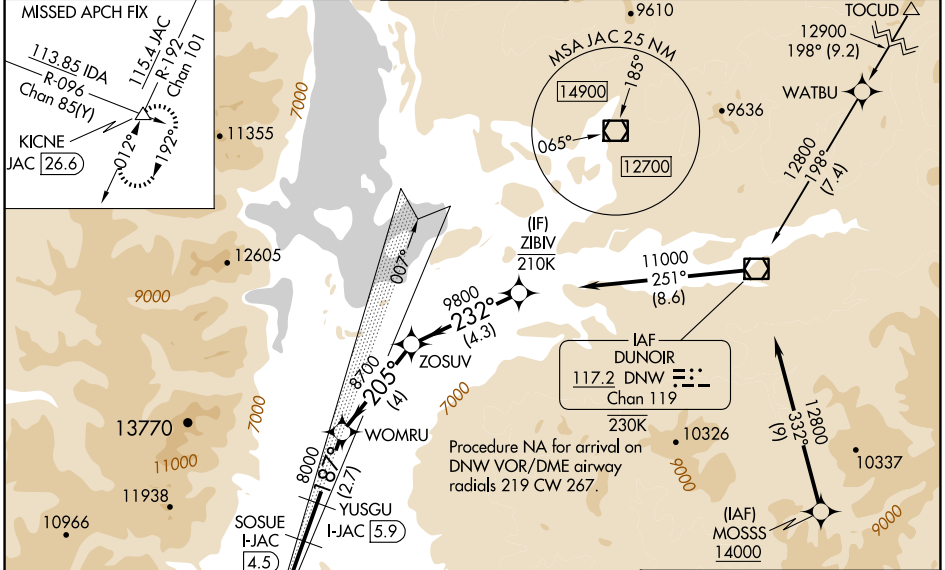 MISSED APCH FIX
113.85 IDA
R-096
Chan 85(Y)
115.4 JAC
R-192
Chan 101
KICNE
JAC 26.6
012°
192°
7000
11355
12605
9000
13770
11000
11938
10966
7000
9610
MSA JAC 25 NM
185°
14900
065°
12700
9636
TOCUD
12900
198° (9.2)
WATBU
12800
198°
(7.4)
(IF)
ZIBIV
210K
11000
251°
(8.6)
007°
9800
232°
(4.3)
ZOSUV
8700
205°
(4)
WOMRU
7000
8000
187°
(2.7)
YUSGU
I-JAC 5.9
SOSUE
I-JAC
4.5
IAF
DUNOIR
117.2 DNW
Chan 119
230K
Procedure NA for arrival on
DNW VOR/DME airway
radials 219 CW 267.
10326
9000
12800
332°
(9)
10337
(IAF)
MOSSS
14000
9000